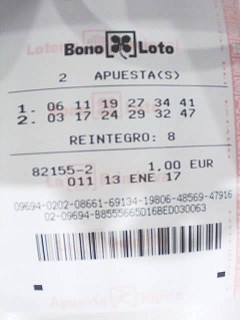 Bono Loto
2 APUESTA(S)
1. 06 11 19 27 34 41
2. 03 17 24 29 32 47
REINTEGRO: 8
82155-2 1.00 EUR
011 13 ENE 17
09694-0202-08661-69134-19806-48569-47916
02-09694-B8555665D16BED030063